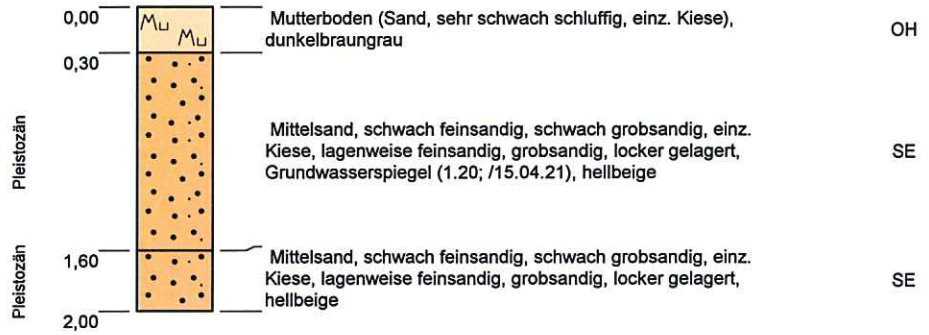 0,00
Mu
Mu
Mutterboden (Sand, sehr schwach schluffig, einz. Kiese),
dunkelbraungrau
OH
0,30
Pleistozän
Mittelsand, schwach feinsandig, schwach grobsandig, einz.
Kiese, lagenweise feinsandig, grobsandig, locker gelagert,
Grundwasserspiegel (1.20; /15.04.21), hellbeige
SE
1,60
Pleistozän
Mittelsand, schwach feinsandig, schwach grobsandig, einz.
Kiese, lagenweise feinsandig, grobsandig, locker gelagert,
hellbeige
SE
2,00